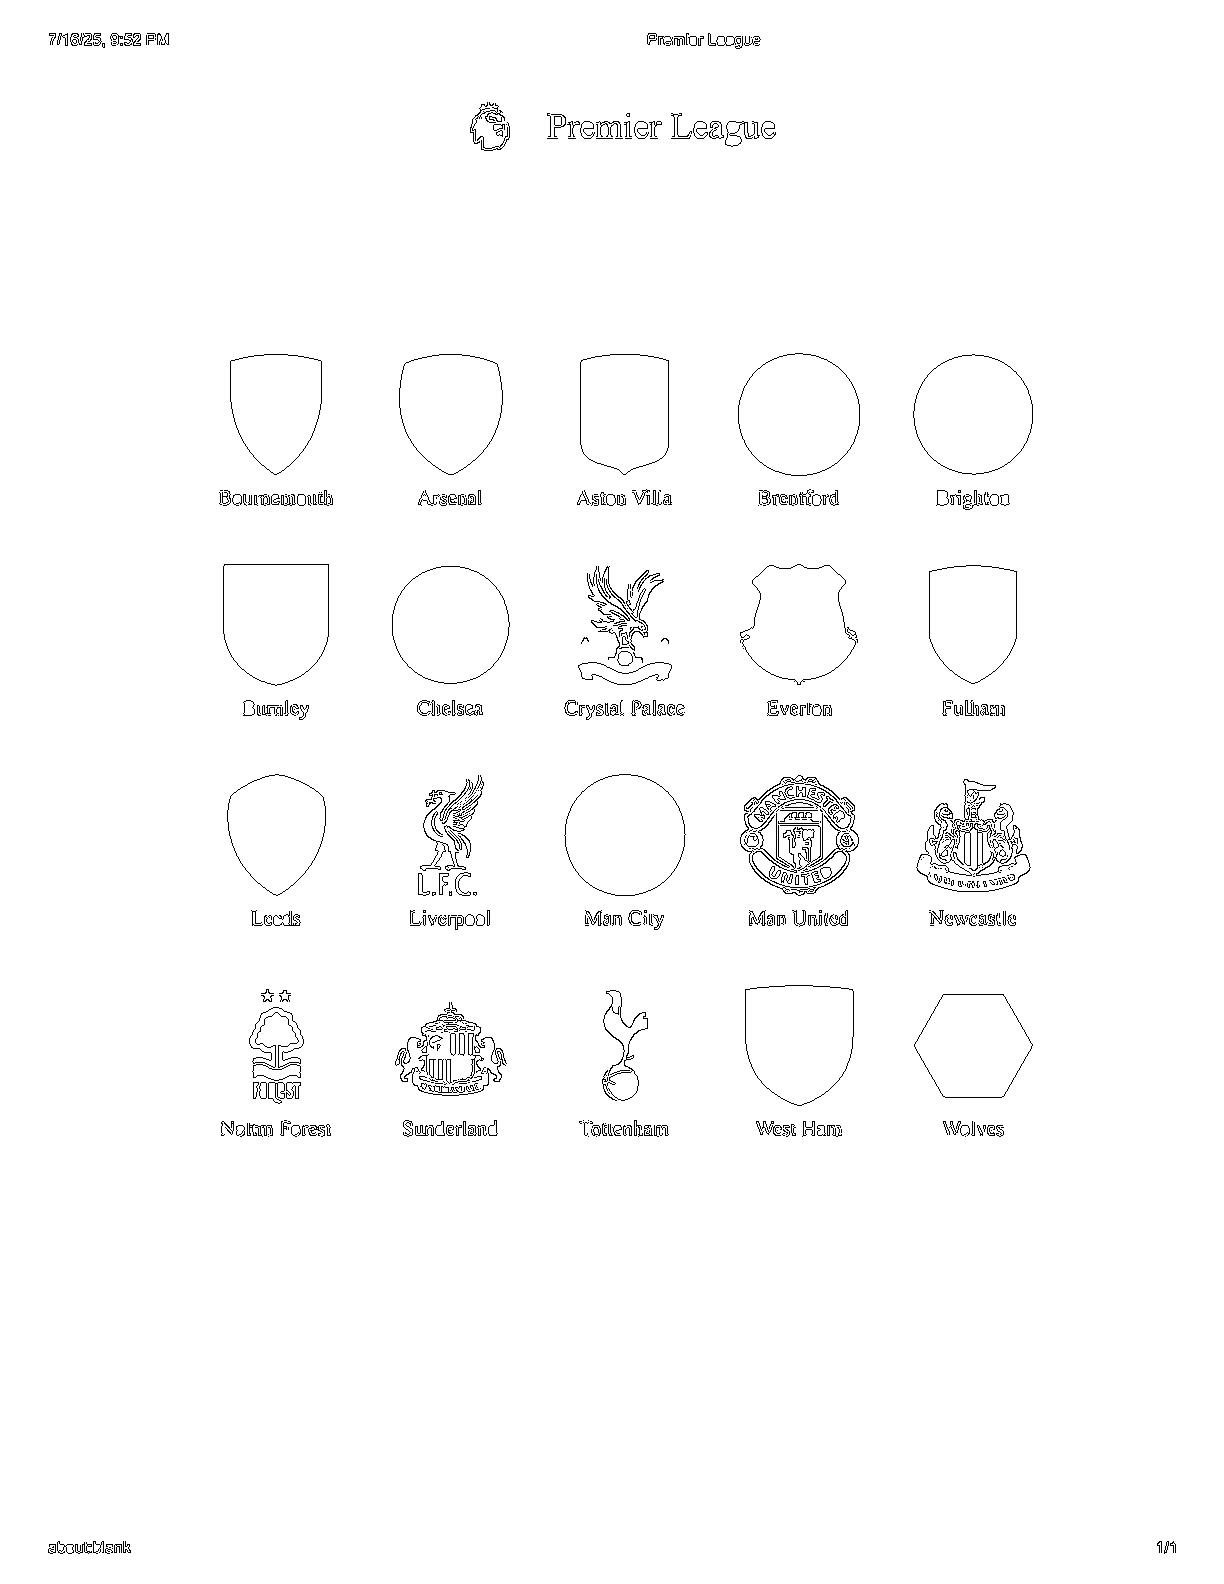 7/16/25, 9:52 PM Premier League
Premier League
Bournemouth Arsenal Aston Villa Brentford Brighton
Burnley Chelsea Crystal Palace Everton Fulham
MANCHESTER
UNITED
L.F.C.
Leeds Liverpool Man City Man United Newcastle
FOREST
Nottm Forest Sunderland Tottenham West Ham Wolves
about:blank 1/1